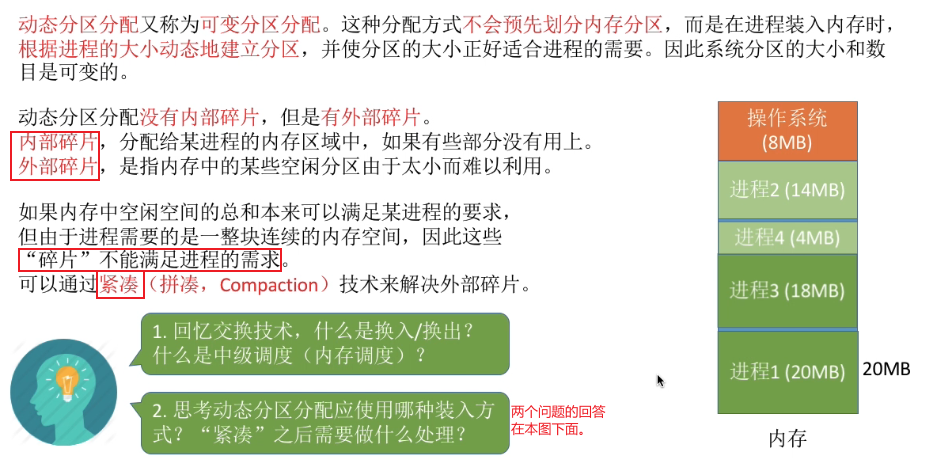 动态分区分配又称为可变分区分配。这种分配方式不会预先划分内存分区，而是在进程装入内存时，
根据进程的大小动态地建立分区，并使分区的大小正好适合进程的需要。因此系统分区的大小和数
目是可变的。
动态分区分配没有内部碎片，但是有外部碎片。
内部碎片，分配给某进程的内存区域中，如果有些部分没有用上。
外部碎片，是指内存中的某些空闲分区由于太小而难以利用。
如果内存中空闲空间的总和本来可以满足某进程的要求，
但由于进程需要的是一整块连续的内存空间，因此这些
“碎片”不能满足进程的需求。
可以通过紧凑（拼凑，Compaction）技术来解决外部碎片。
1. 回忆交换技术，什么是换入/换出？
什么是中级调度（内存调度）？
2. 思考动态分区分配应使用哪种装入方
式？“紧凑”之后需要做什么处理？
两个问题的回答
在本图下面。
操作系统
(8MB)
进程2 (14MB)
进程4 (4MB)
进程3 (18MB)
进程1 (20MB)
20MB
内存